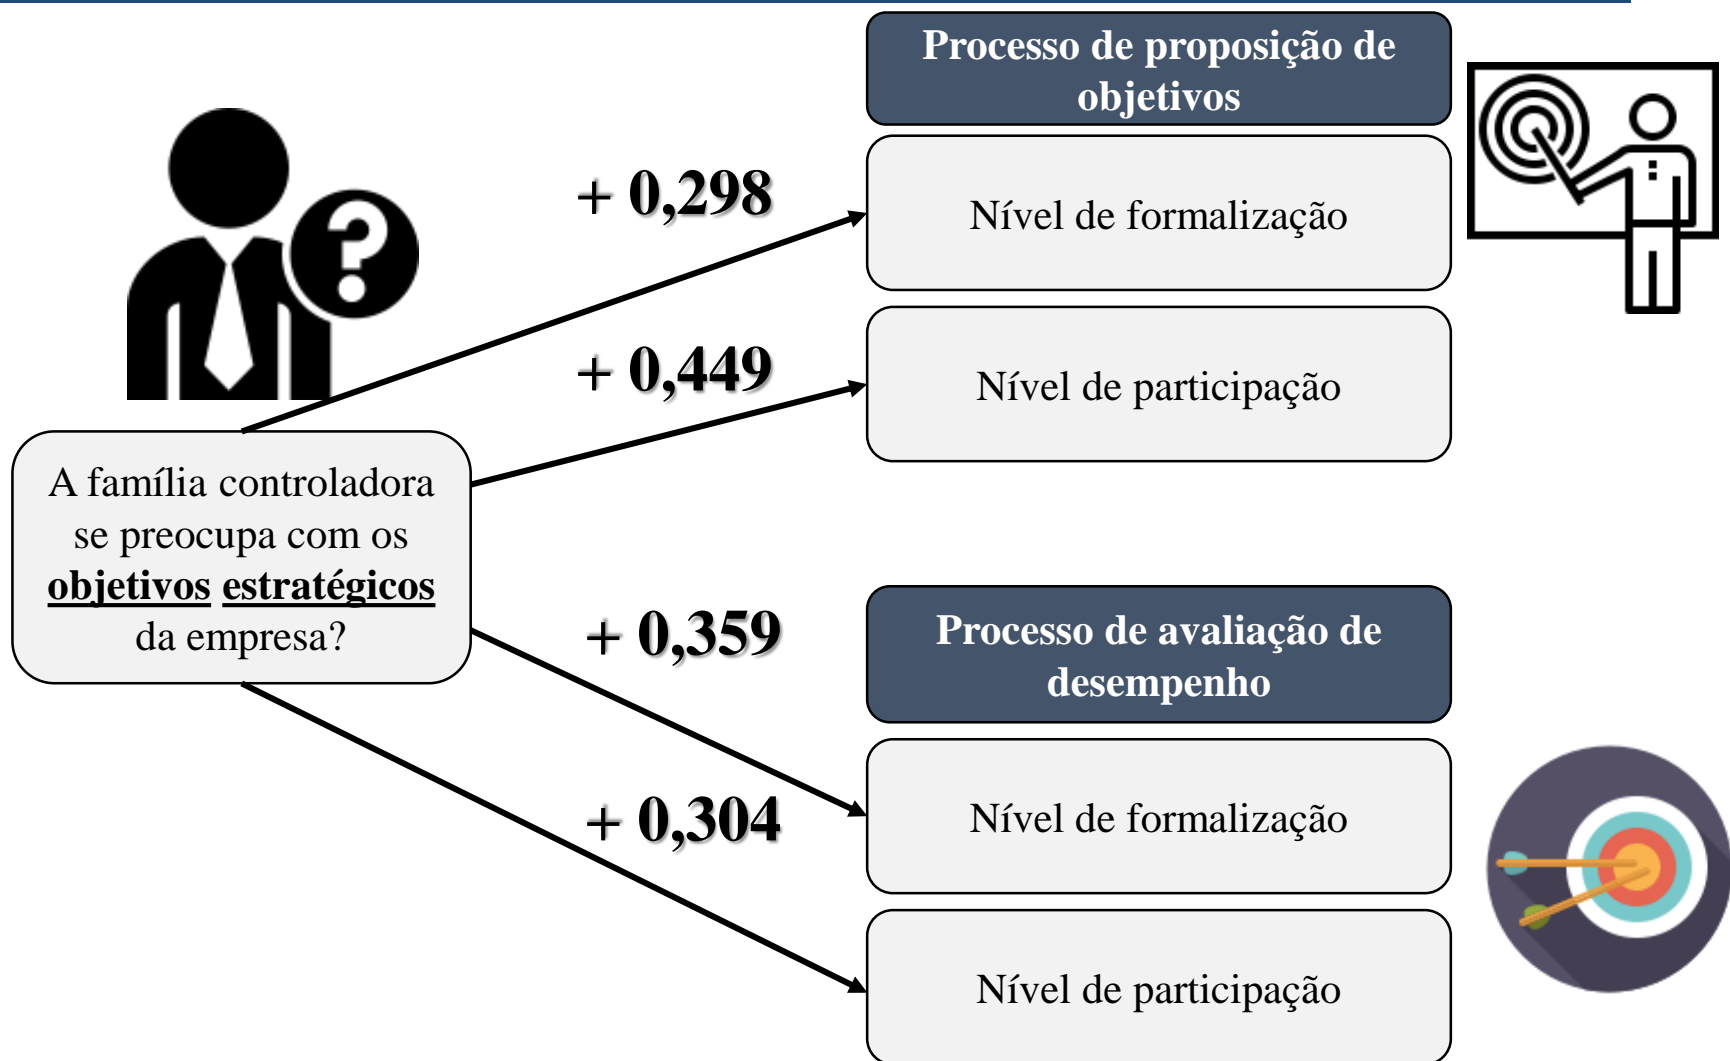 Processo de proposição de
objetivos
+ 0,298
Nível de formalização
+ 0,449
Nível de participação
A família controladora
se preocupa com os
objetivos estratégicos
da empresa?
+ 0,359
Processo de avaliação de
desempenho
+ 0,304
Nível de formalização
Nível de participação